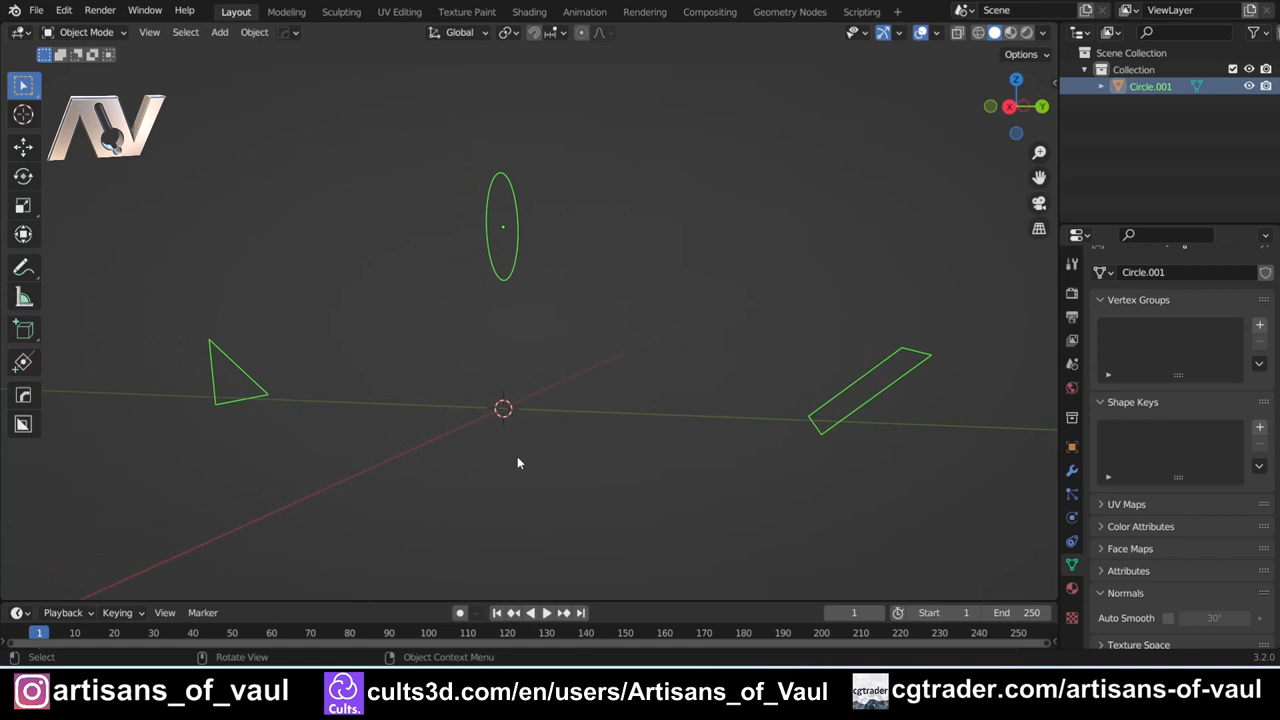 File Edit Render Window Help Layout Modeling Sculpting UV Editing Texture Paint Shading Animation Rendering Compositing Geometry Nodes Scripting + Scene ViewLayer
Object Mode View Select Add Object Global
Options
Scene Collection
Collection
Circle.001
AV
Z
X Y
Circle.001
Vertex Groups
Shape Keys
UV Maps
Color Attributes
Face Maps
Attributes
Normals
Auto Smooth 30°
Texture Space
Playback Keying View Marker 1 Start 1 End 250
1 10 20 30 40 50 60 70 80 90 100 110 120 130 140 150 160 170 180 190 200 210 220 230 240 250
Select Rotate View Object Context Menu 3.2.0
artisans_of_vaul Cults. cults3d.com/en/users/Artisans_of_Vaul cgtrader.com/artisans-of-vaul